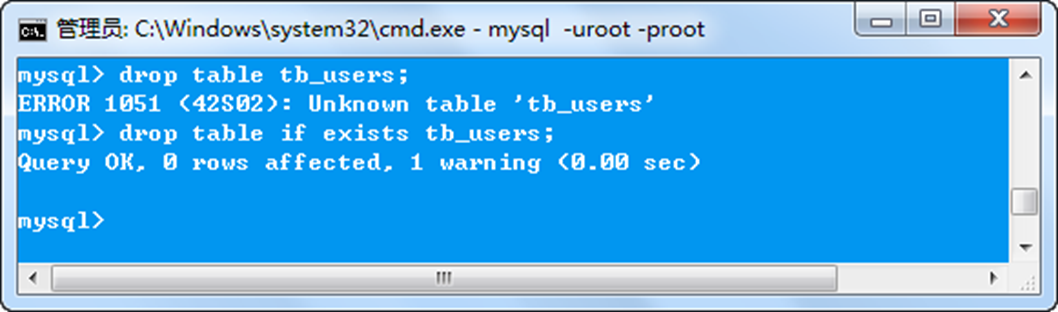 管理员: C:\Windows\system32\cmd.exe - mysql  -uroot -proot
mysql> drop table tb_users;
ERROR 1051 (42S02): Unknown table 'tb_users'
mysql> drop table if exists tb_users;
Query OK, 0 rows affected, 1 warning (0.00 sec)
mysql>